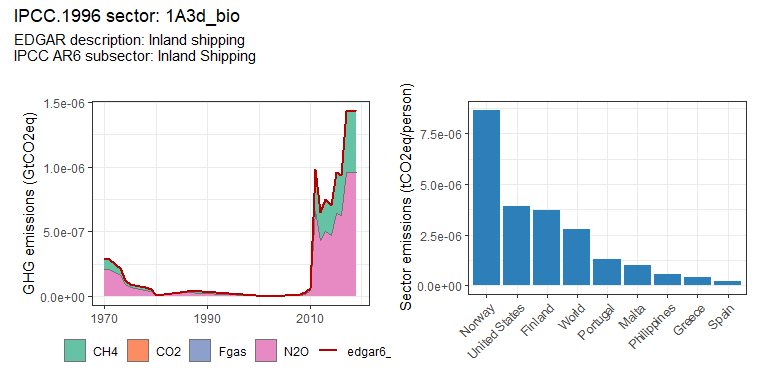 IPCC.1996 sector: 1A3d_bio
EDGAR description: Inland shipping
IPCC AR6 subsector: Inland Shipping
GHG emissions (GtCO2eq)
1.5e-06
1.0e-06
5.0e-07
0.0e+00
1970
1990
2010
CH4
CO2
Fgas
N2O
edgar6_
Sector emissions (tCO2eq/person)
7.5e-06
5.0e-06
2.5e-06
0.0e+00
Norway
United States
Finland
World
Portugal
Malta
Philippines
Greece
Spain